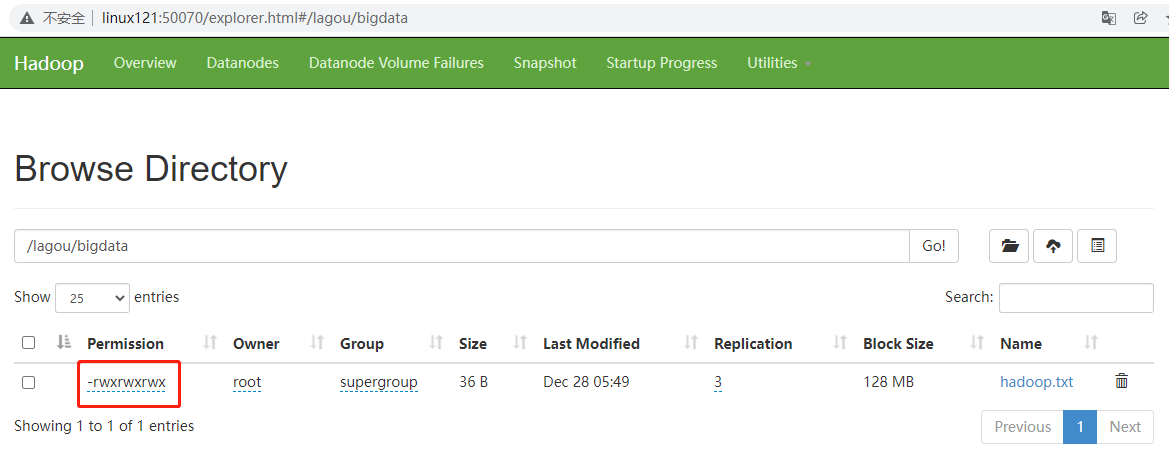 不安全 linux121:50070/explorer.html#/lagou/bigdata
Hadoop Overview Datanodes Datanode Volume Failures Snapshot Startup Progress Utilities
Browse Directory
/lagou/bigdata Go!
Show 25 entries Search:
Permission Owner Group Size Last Modified Replication Block Size Name
-rwxrwxrwx root supergroup 36 B Dec 28 05:49 3 128 MB hadoop.txt
Showing 1 to 1 of 1 entries Previous 1 Next